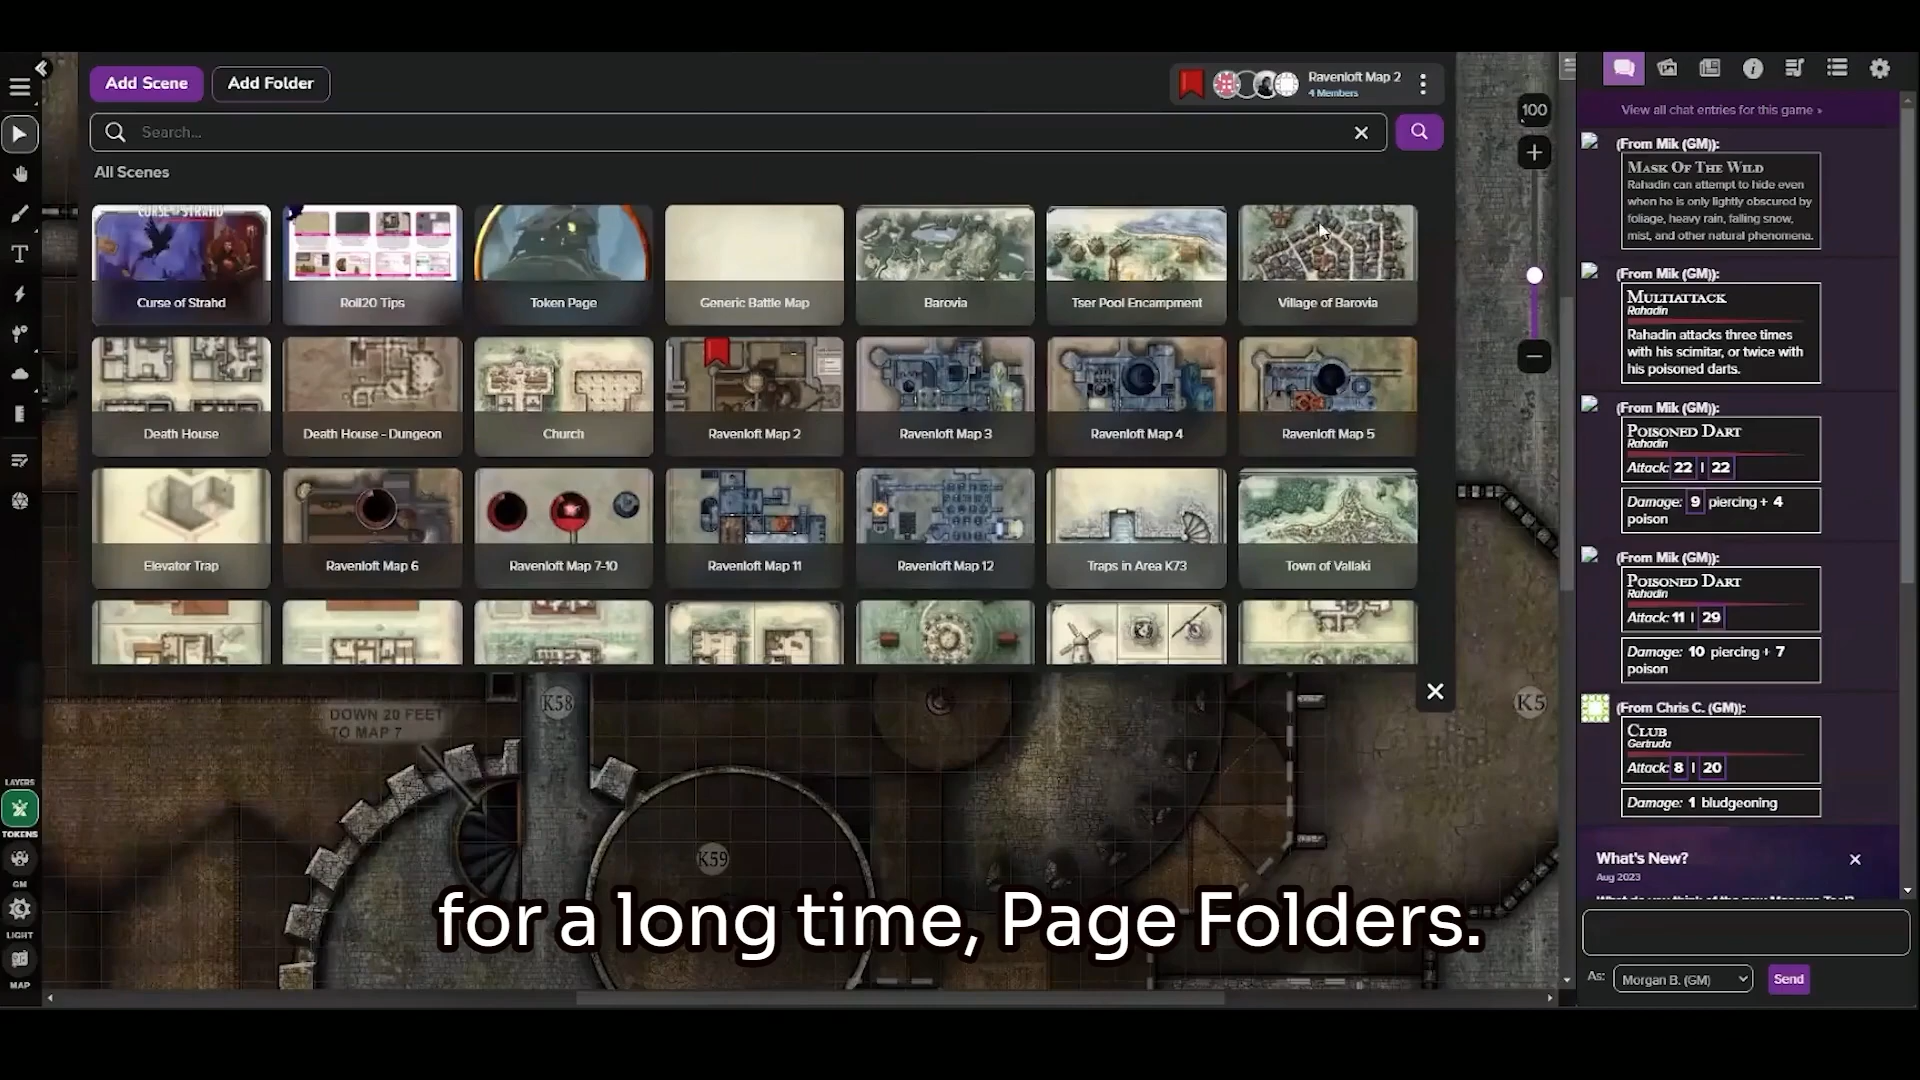 Add Scene
Add Folder
Ravenloft Map 2
4 Members
Search...
All Scenes
CURSE of STRAHD
Curse of Strahd
Roll20 Tips
Token Page
Generic Battle Map
Barovia
Tser Pool Encampment
Village of Barovia
Death House
Death House - Dungeon
Church
Ravenloft Map 2
Ravenloft Map 3
Ravenloft Map 4
Ravenloft Map 5
Elevator Trap
Ravenloft Map 6
Ravenloft Map 7-10
Ravenloft Map 11
Ravenloft Map 12
Traps in Area K73
Town of Vallaki
100
K58
DOWN 20 FEET
TO MAP 7
K59
K5
LAYERS
TOKENS
GM
LIGHT
MAP
View all chat entries for this game »
(From Mik (GM)):
MASK OF THE WILD
Rahadin can attempt to hide even
when he is only lightly obscured by
foliage, heavy rain, falling snow,
mist, and other natural phenomena.
(From Mik (GM)):
MULTIATTACK
Rahadin
Rahadin attacks three times
with his scimitar, or twice with
his poisoned darts.
(From Mik (GM)):
POISONED DART
Rahadin
Attack: 22 | 22
Damage: 9 piercing + 4
poison
(From Mik (GM)):
POISONED DART
Rahadin
Attack: 11 | 29
Damage: 10 piercing + 7
poison
(From Chris C. (GM)):
CLUB
Gertruda
Attack: 8 | 20
Damage: 1 bludgeoning
What's New?
Aug 2023
As:
Morgan B. (GM)
Send
for a long time, Page Folders.